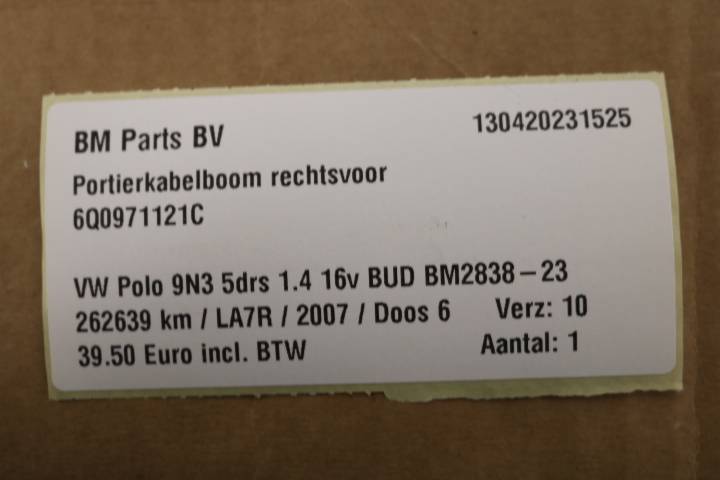 BM Parts BV 130420231525
Portierkabelboom rechtsvoor
6Q0971121C
VW Polo 9N3 5drs 1.4 16v BUD BM2838-23
262639 km / LA7R / 2007 / Doos 6 Verz: 10
39.50 Euro incl. BTW Aantal: 1